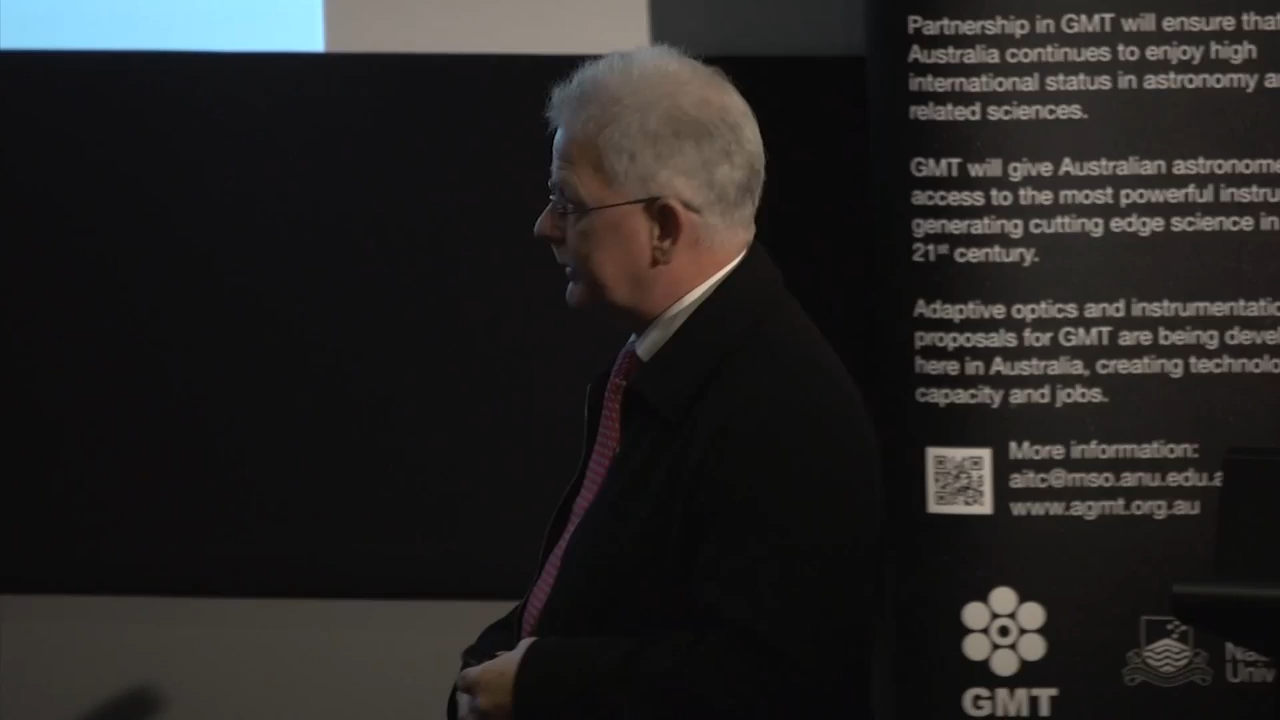 Partnership in GMT will ensure that
Australia continues to enjoy high
international status in astronomy a
related sciences.
GMT will give Australian astronome
access to the most powerful instru
generating cutting edge science in
21st century.
Adaptive optics and instrumentatio
proposals for GMT are being deve
here in Australia, creating technolo
capacity and jobs.
More information:
aitc@mso.anu.edu.a
www.agmt.org.au
GMT
Univ